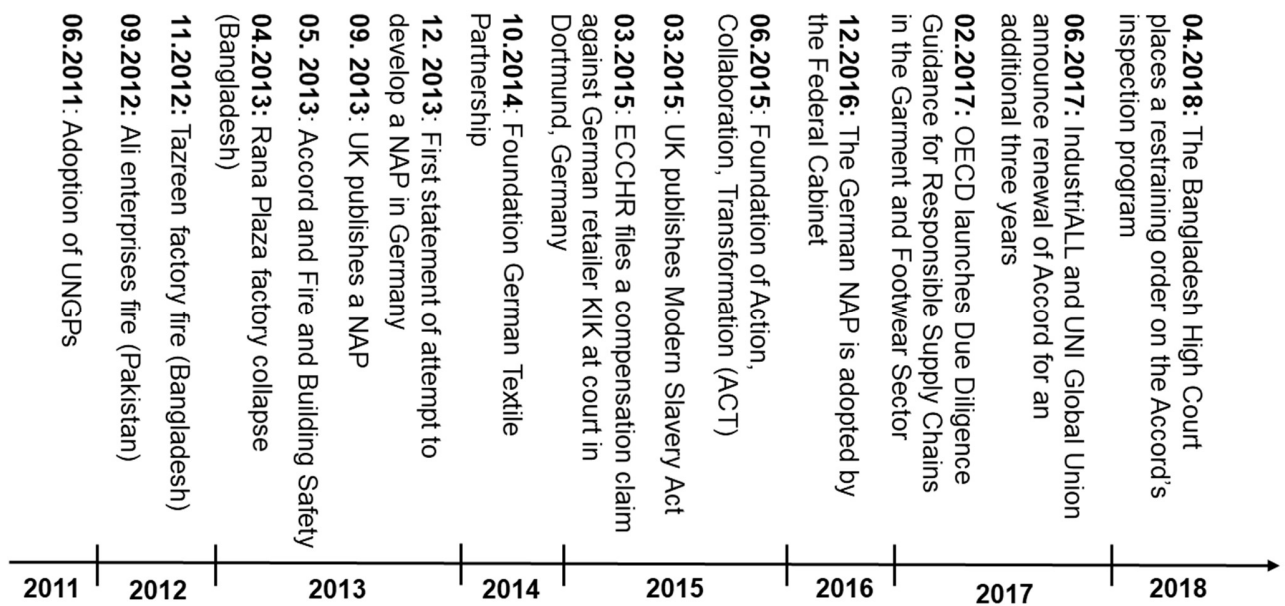 06.2011: Adoption of UNGPs
09.2012: Ali enterprises fire (Pakistan)
11.2012: Tazreen factory fire (Bangladesh)
04.2013: Rana Plaza factory collapse
(Bangladesh)
05. 2013: Accord and Fire and Building Safety
09. 2013: UK publishes a NAP
12. 2013: First statement of attempt to
develop a NAP in Germany
10.2014: Foundation German Textile
Partnership
03.2015: ECCHR files a compensation claim
against German retailer KIK at court in
Dortmund, Germany
03.2015: UK publishes Modern Slavery Act
06.2015: Foundation of Action,
Collaboration, Transformation (ACT)
12.2016: The German NAP is adopted by
the Federal Cabinet
02.2017: OECD launches Due Diligence
Guidance for Responsible Supply Chains
in the Garment and Footwear Sector
06.2017: IndustriALL and UNI Global Union
announce renewal of Accord for an
additional three years
04.2018: The Bangladesh High Court
places a restraining order on the Accord's
inspection program
2011
2012
2013
2014
2015
2016
2017
2018